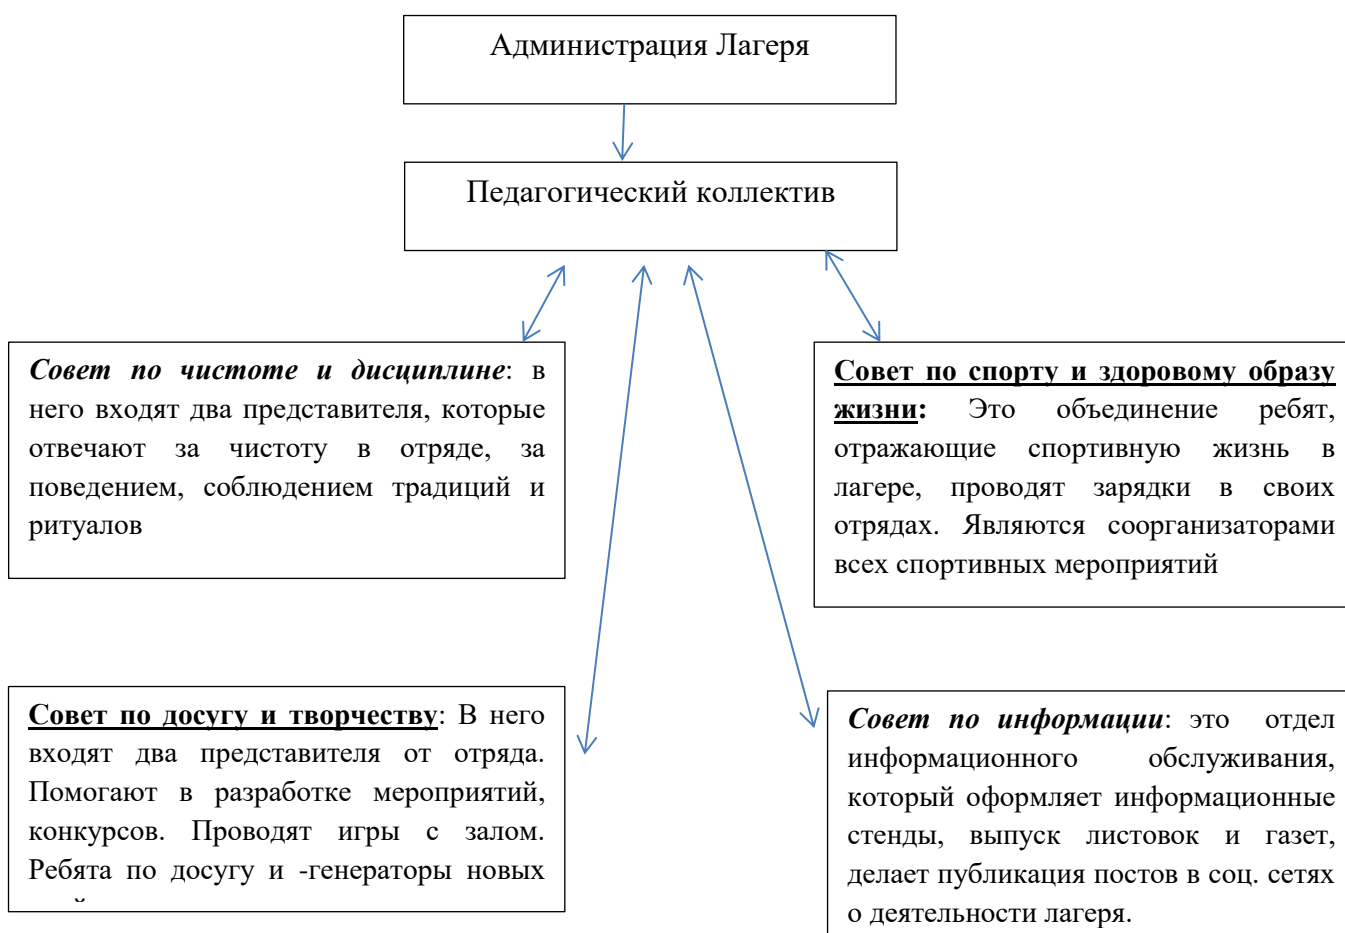 Администрация Лагеря
Педагогический коллектив
Совет по чистоте и дисциплине: в
него входят два представителя, которые
отвечают за чистоту в отряде, за
поведением, соблюдением традиций и
ритуалов
Совет по спорту и здоровому образу
жизни: Это объединение ребят,
отражающие спортивную жизнь в
лагере, проводят зарядки в своих
отрядах. Являются соорганизаторами
всех спортивных мероприятий
Совет по досугу и творчеству: В него
входят два представителя от отряда.
Помогают в разработке мероприятий,
конкурсов. Проводят игры с залом.
Ребята по досугу и -генераторы новых
Совет по информации: это отдел
информационного обслуживания,
который оформляет информационные
стенды, выпуск листовок и газет,
делает публикация постов в соц. сетях
о деятельности лагеря.